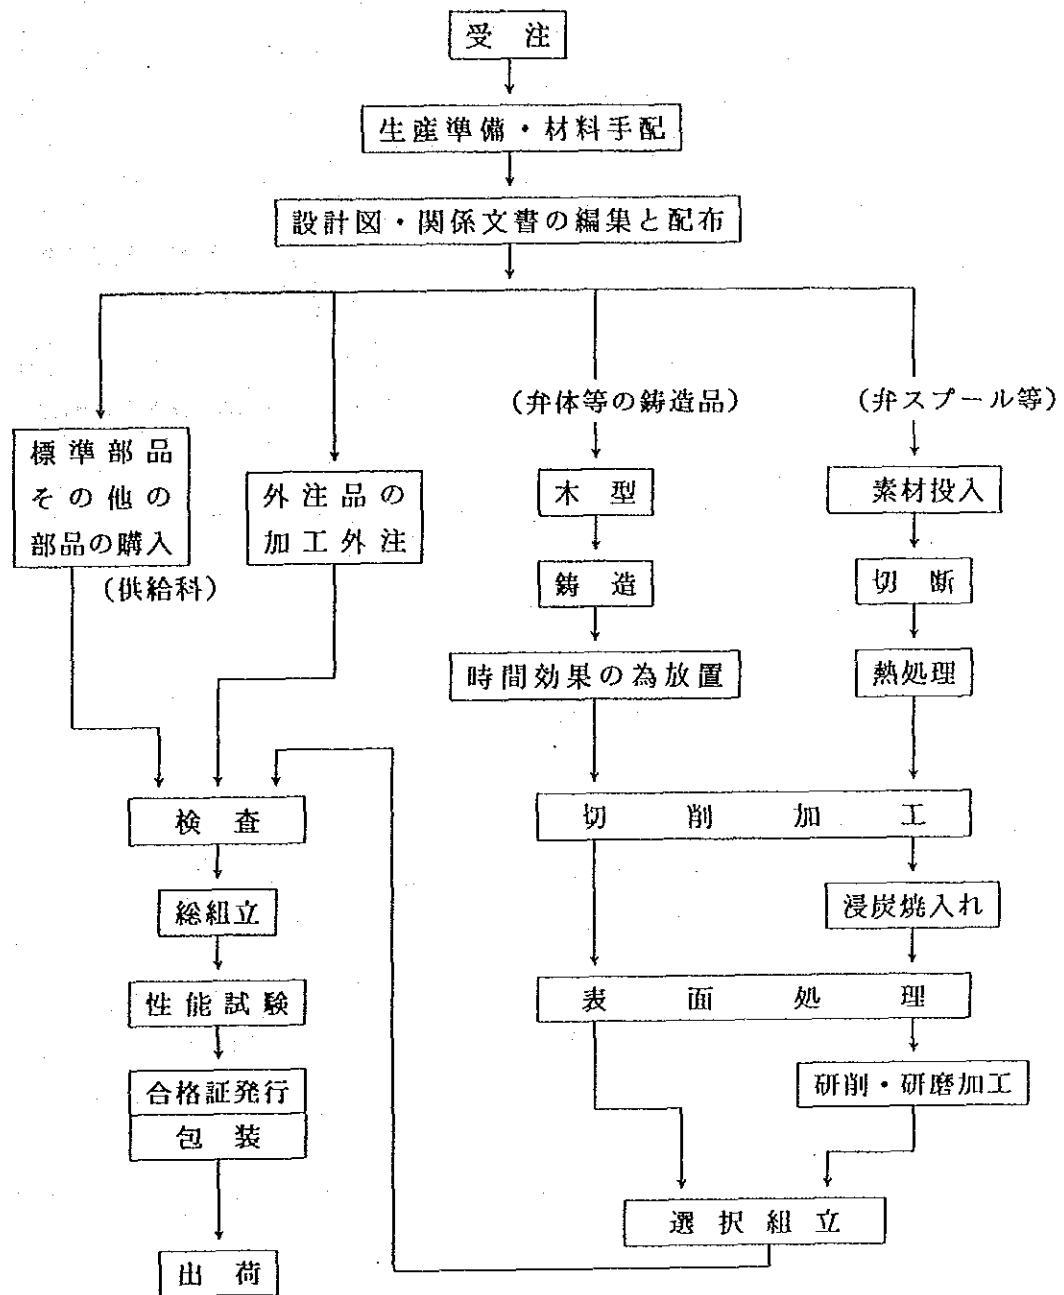 受注
生産準備・材料手配
設計図・関係文書の編集と配布
(弁体等の鋳造品)
(弁スプール等)
標準部品
その他の
部品の購入
(供給科)
外注品の
加工外注
木型
素材投入
鋳造
切断
時間効果の為放置
熱処理
検査
切削加工
総組立
浸炭焼入れ
性能試験
表面処理
合格証発行
包装
研削・研磨加工
選択組立
出荷